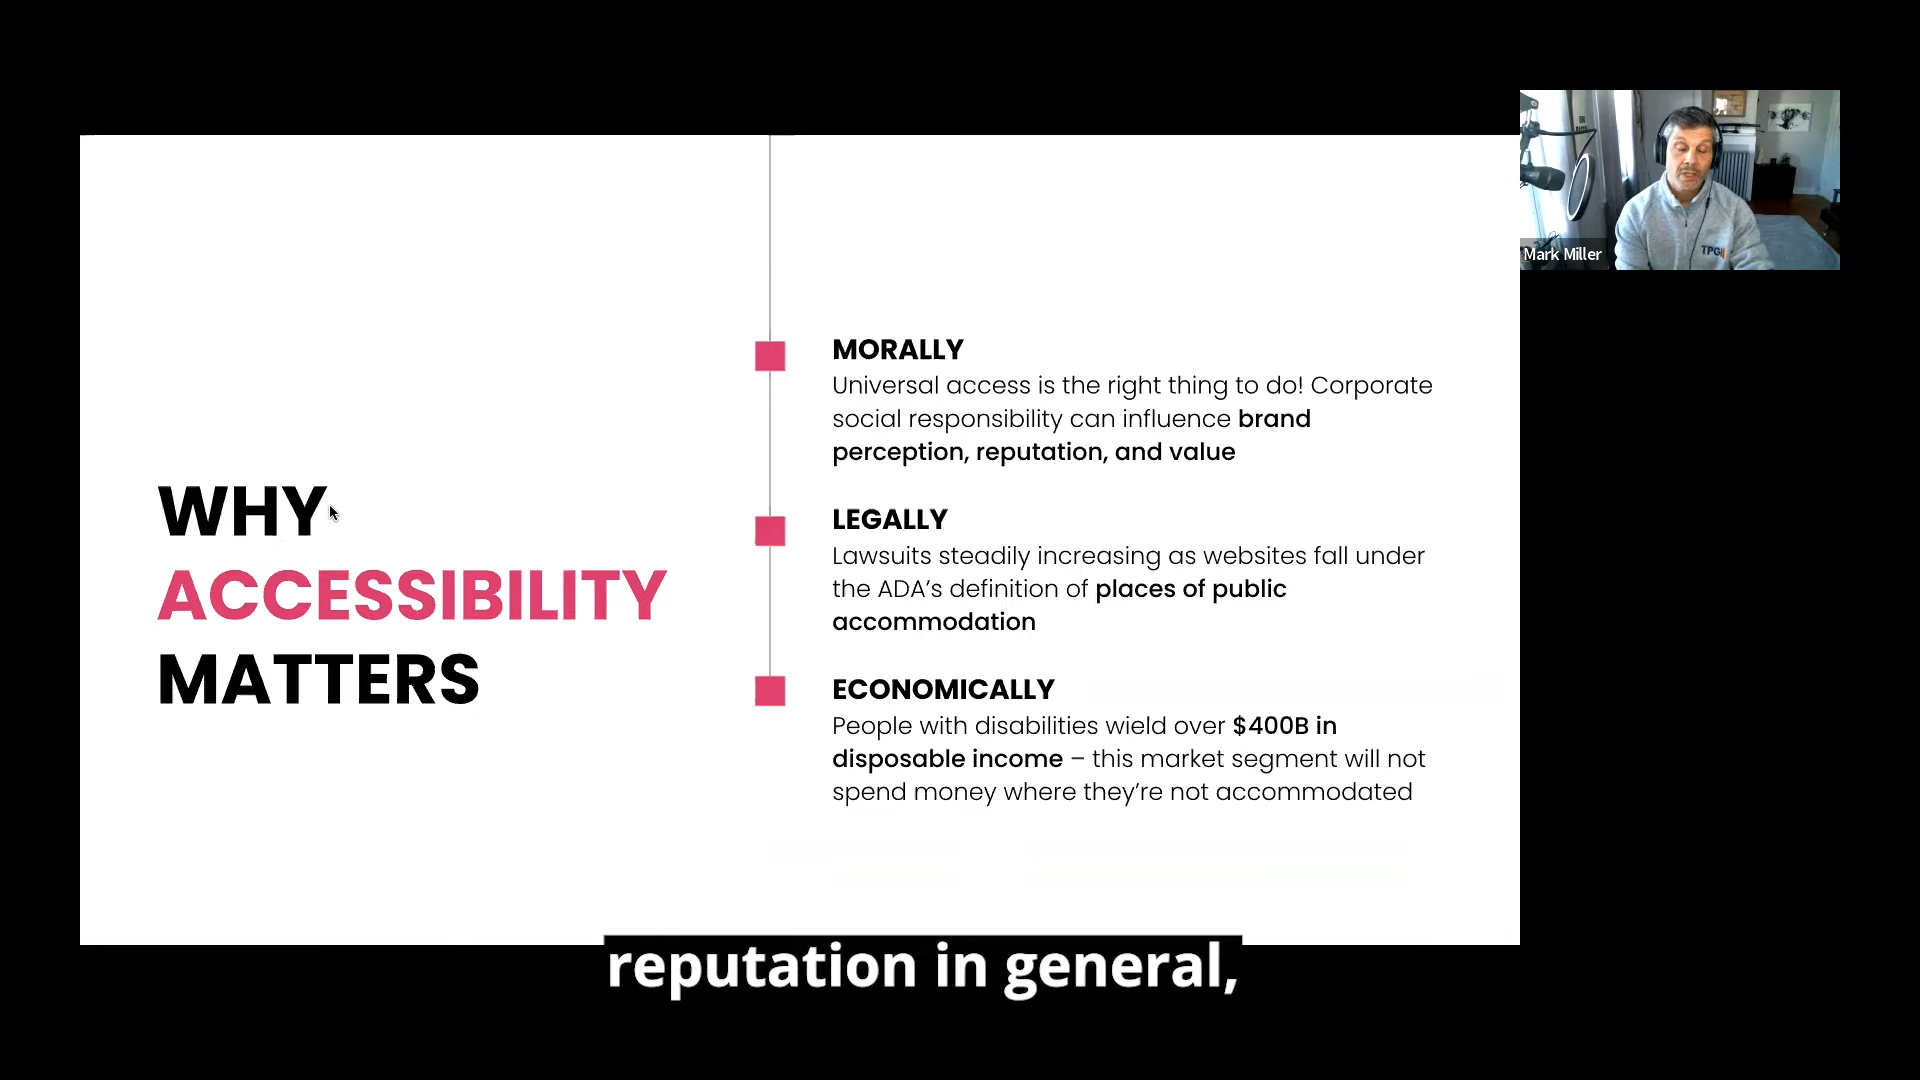 WHY
ACCESSIBILITY
MATTERS
MORALLY
Universal access is the right thing to do! Corporate
social responsibility can influence brand
perception, reputation, and value
LEGALLY
Lawsuits steadily increasing as websites fall under
the ADA’s definition of places of public
accommodation
ECONOMICALLY
People with disabilities wield over $400B in
disposable income – this market segment will not
spend money where they’re not accommodated
TPGi
Mark Miller
reputation in general,